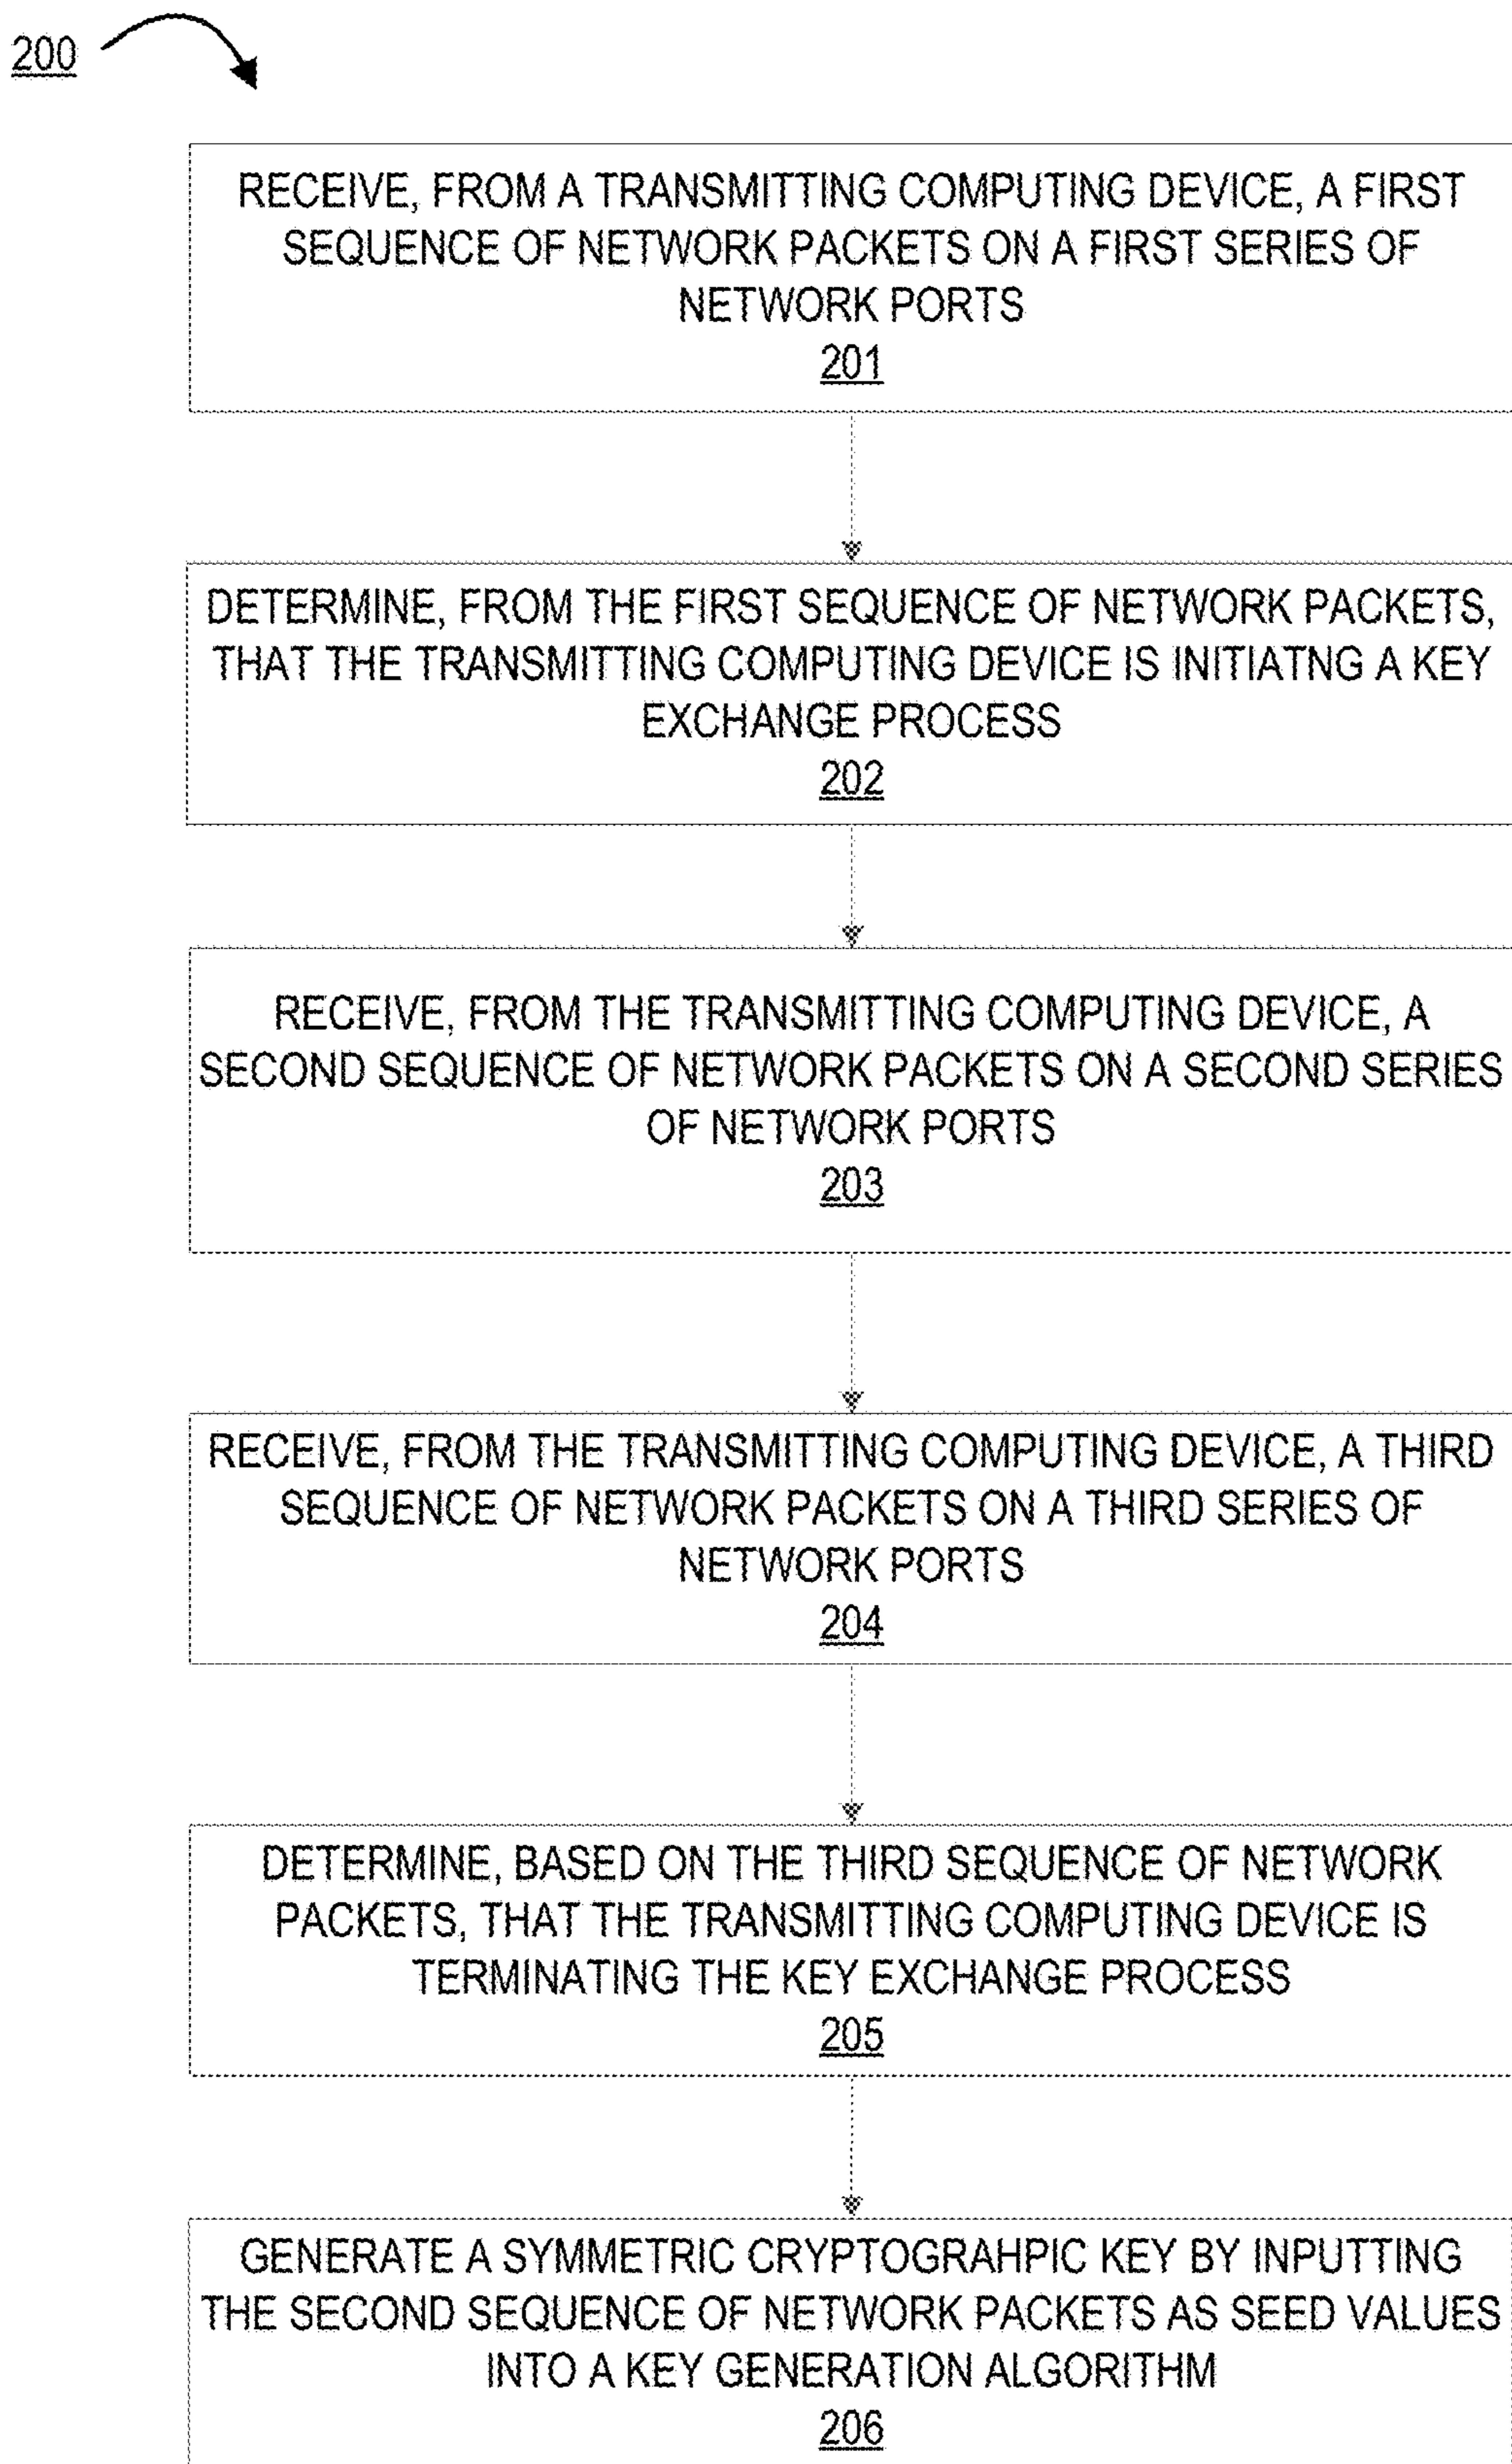 200
RECEIVE, FROM A TRANSMITTING COMPUTING DEVICE, A FIRST
SEQUENCE OF NETWORK PACKETS ON A FIRST SERIES OF
NETWORK PORTS
201
DETERMINE, FROM THE FIRST SEQUENCE OF NETWORK PACKETS,
THAT THE TRANSMITTING COMPUTING DEVICE IS INITIATNG A KEY
EXCHANGE PROCESS
202
RECEIVE, FROM THE TRANSMITTING COMPUTING DEVICE, A
SECOND SEQUENCE OF NETWORK PACKETS ON A SECOND SERIES
OF NETWORK PORTS
203
RECEIVE, FROM THE TRANSMITTING COMPUTING DEVICE, A THIRD
SEQUENCE OF NETWORK PACKETS ON A THIRD SERIES OF
NETWORK PORTS
204
DETERMINE, BASED ON THE THIRD SEQUENCE OF NETWORK
PACKETS, THAT THE TRANSMITTING COMPUTING DEVICE IS
TERMINATING THE KEY EXCHANGE PROCESS
205
GENERATE A SYMMETRIC CRYPTOGRAHPIC KEY BY INPUTTING
THE SECOND SEQUENCE OF NETWORK PACKETS AS SEED VALUES
INTO A KEY GENERATION ALGORITHM
206